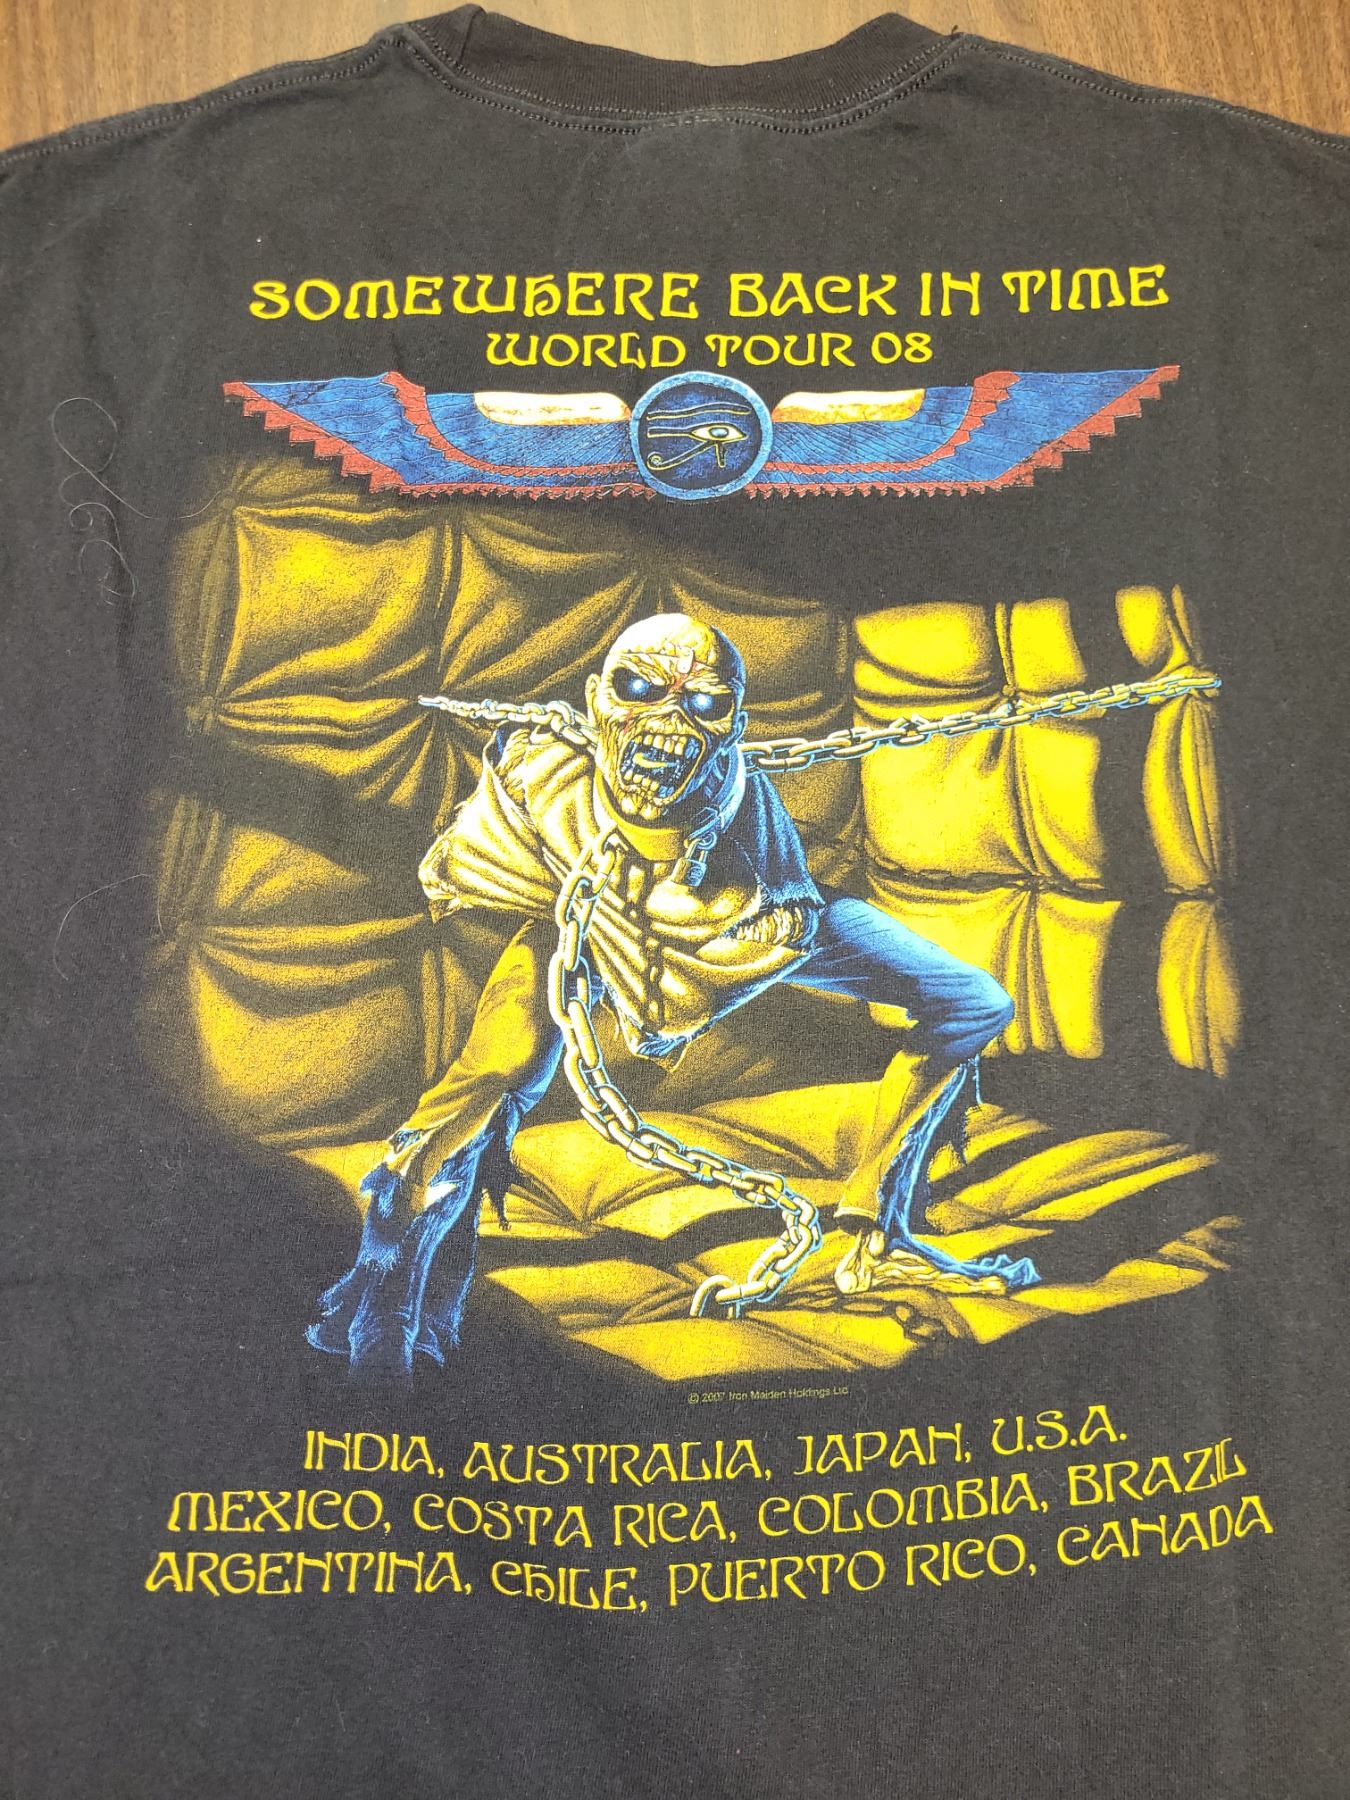 SOMEWHERE BACK IN TIME
WORLD TOUR 08
© 2007 Iron Maiden Holdings Ltd
INDIA, AUSTRALIA, JAPAN, U.S.A.
MEXICO, COSTA RICA, COLOMBIA, BRAZIL
ARGENTINA, CHILE, PUERTO RICO, CANADA